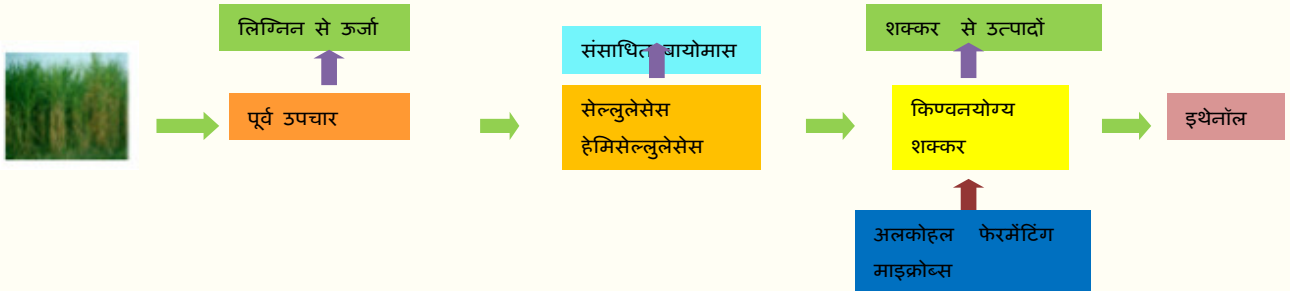 लिग्निन से ऊर्जा
संसाधित बायोमास
शक्कर से उत्पादों
पूर्व उपचार
सेल्लुलेसेस
हेमिसेल्लुलेसेस
किण्वनयोग्य
शक्कर
इथेनॉल
अलकोहल फेरमेंटिंग
माइक्रोब्स